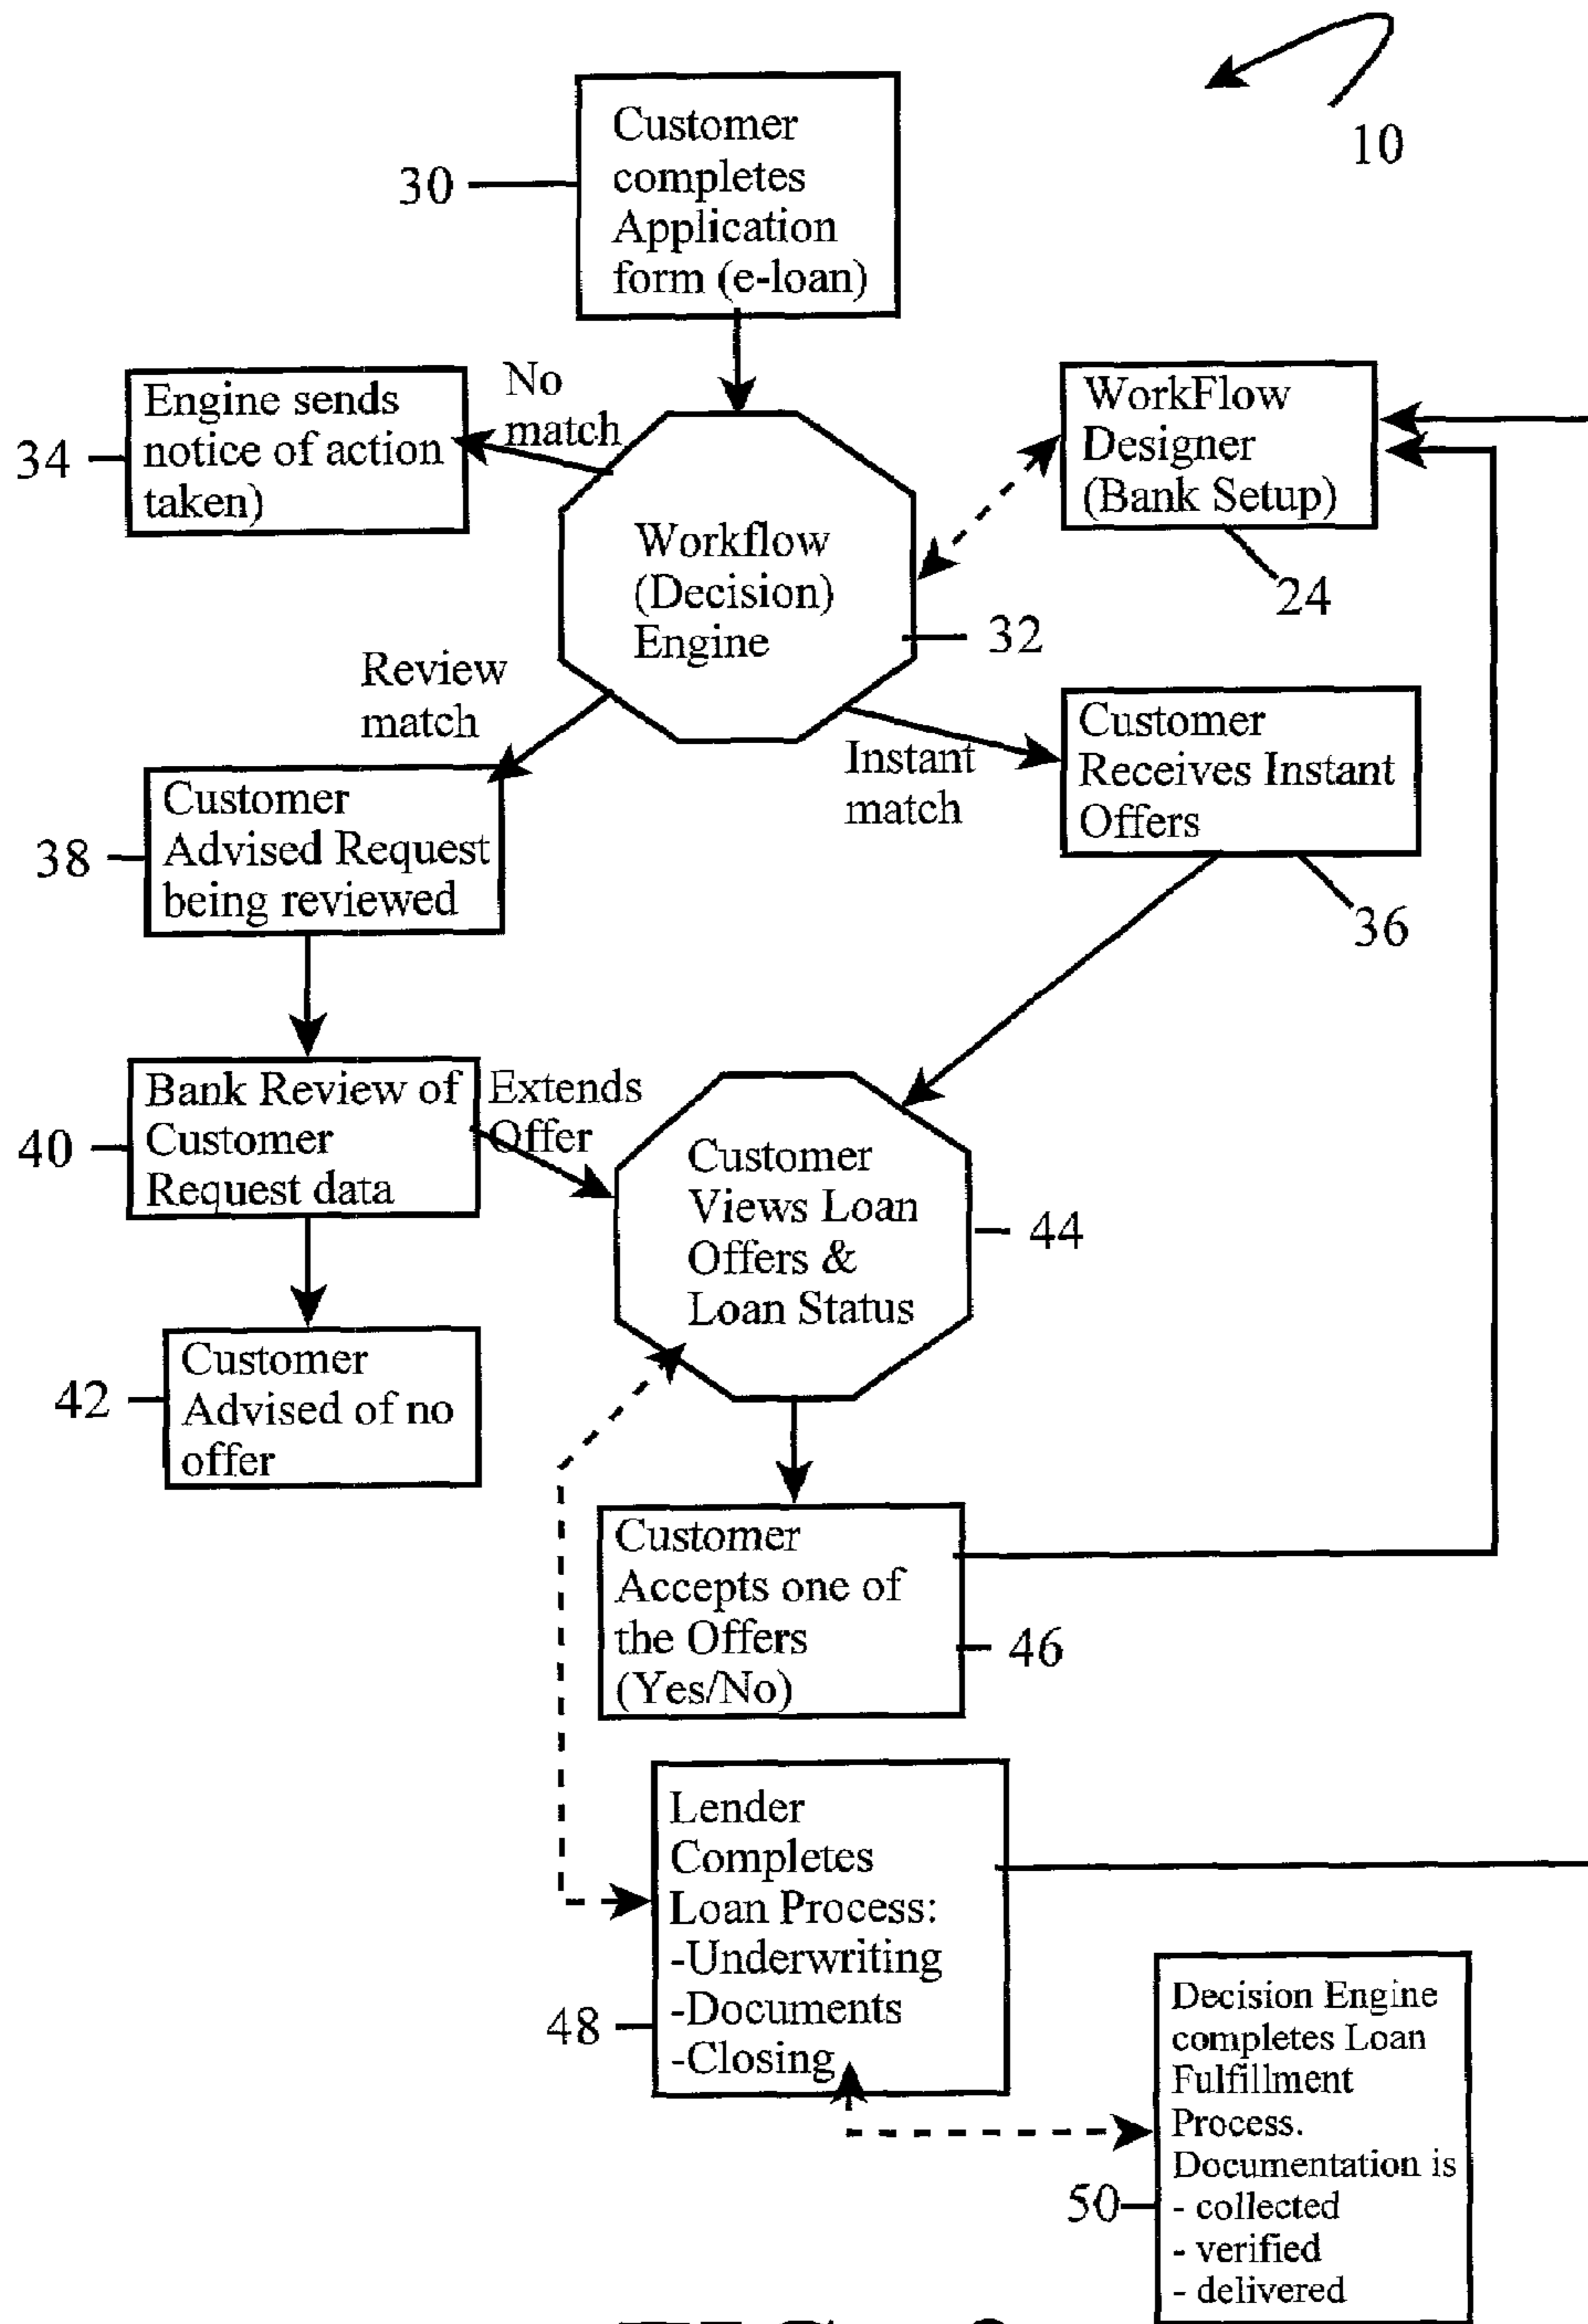 10
30
Customer
completes
Application
form (e-loan)
34
Engine sends
notice of action
taken)
No
match
Workflow
(Decision)
Engine
32
WorkFlow
Designer
(Bank Setup)
24
Review
match
Instant
match
Customer
Receives Instant
Offers
36
38
Customer
Advised Request
being reviewed
40
Bank Review of
Customer
Request data
Extends
Offer
Customer
Views Loan
Offers &
Loan Status
44
42
Customer
Advised of no
offer
Customer
Accepts one of
the Offers
(Yes/No)
46
Lender
Completes
Loan Process:
-Underwriting
-Documents
-Closing
48
Decision Engine
completes Loan
Fulfillment
Process.
Documentation is
- collected
- verified
- delivered
50